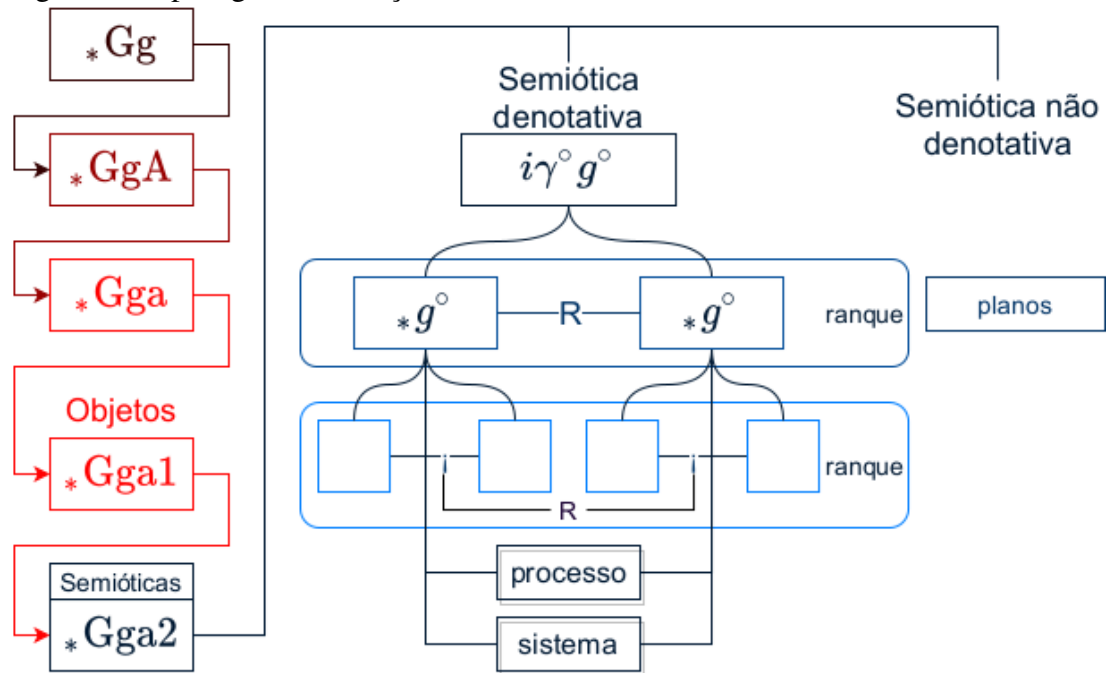 *Gg
Semiótica
denotativa
Semiótica não
denotativa
*GgA
iγ°g°
*Gga
*g°
R
*g°
ranque
planos
Objetos
*Gga1
i
i
ranque
R
Semióticas
*Gga2
processo
sistema